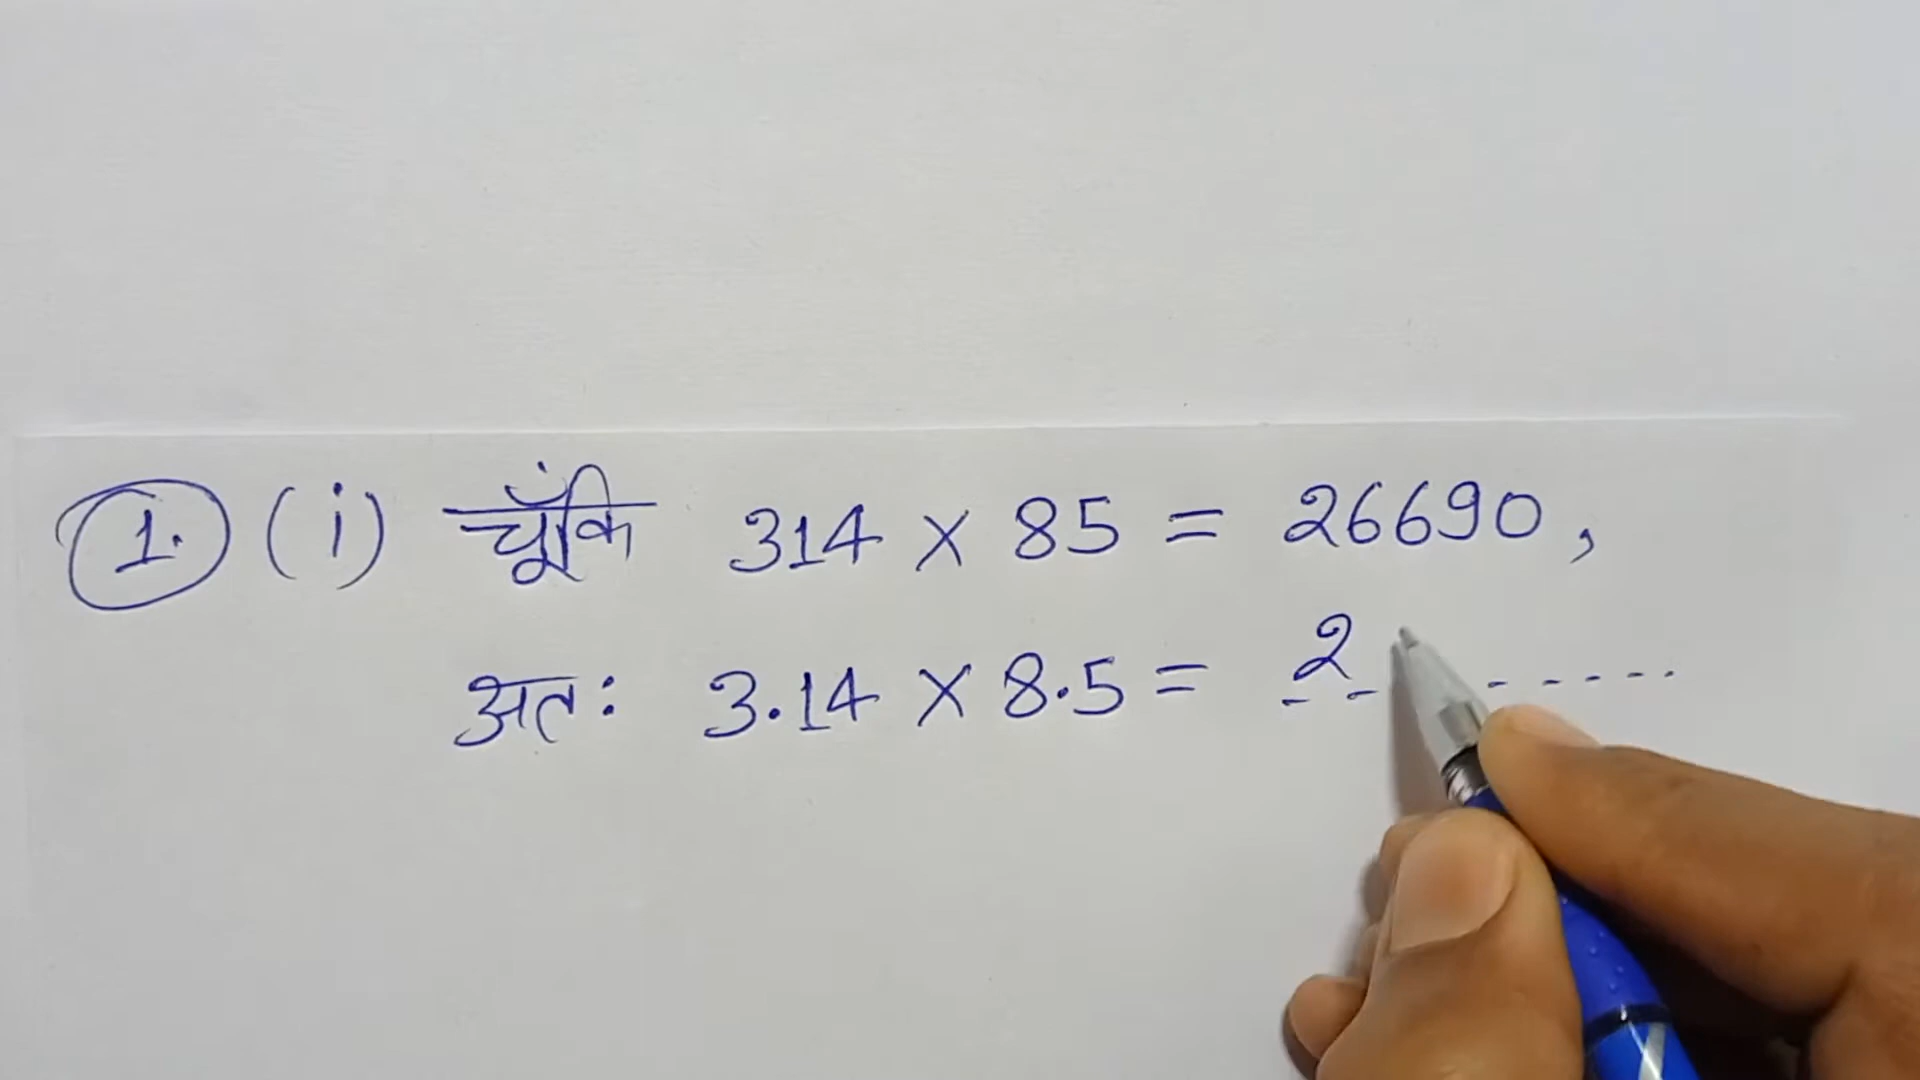 1. (i) चूँकि 314 × 85 = 26690,
अतः 3.14 × 8.5 = 2